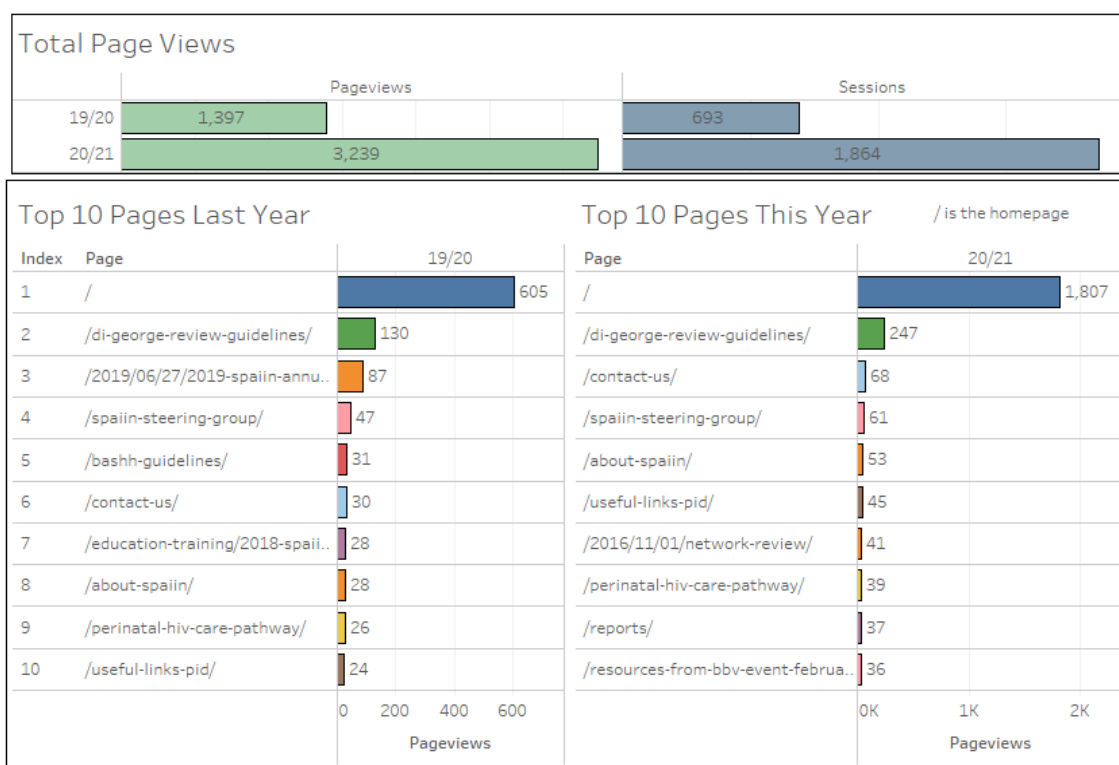 Total Page Views
Pageviews Sessions
19/20 1,397 693
20/21 3,239 1,864
Top 10 Pages Last Year
Index Page 19/20
1 / 605
2 /di-george-review-guidelines/ 130
3 /2019/06/27/2019-spaiin-annu.. 87
4 /spaiin-steering-group/ 47
5 /bashh-guidelines/ 31
6 /contact-us/ 30
7 /education-training/2018-spaii.. 28
8 /about-spaiin/ 28
9 /perinatal-hiv-care-pathway/ 26
10 /useful-links-pid/ 24
0 200 400 600
Pageviews
Top 10 Pages This Year / is the homepage
Page 20/21
/ 1,807
/di-george-review-guidelines/ 247
/contact-us/ 68
/spaiin-steering-group/ 61
/about-spaiin/ 53
/useful-links-pid/ 45
/2016/11/01/network-review/ 41
/perinatal-hiv-care-pathway/ 39
/reports/ 37
/resources-from-bbv-event-februa.. 36
0K 1K 2K
Pageviews